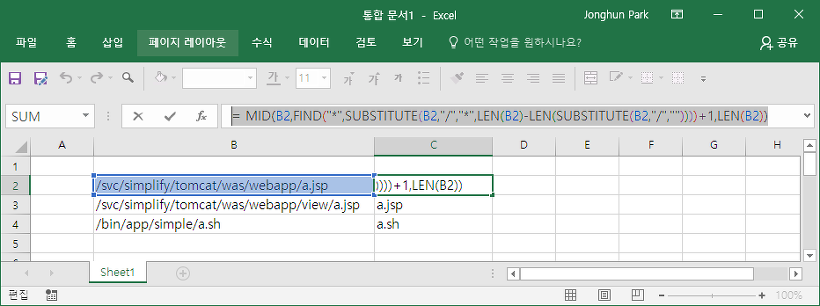 통합 문서1 - Excel Jonghun Park
파일 홈 삽입 페이지 레이아웃 수식 데이터 검토 보기 어떤 작업을 원하시나요? 공유
11 가 가 가
SUM fx = MID(B2,FIND("*",SUBSTITUTE(B2,"/","*",LEN(B2)-LEN(SUBSTITUTE(B2,"/",""))))+1,LEN(B2))
A B C D E F G H
1
2 /svc/simplify/tomcat/was/webapp/a.jsp ))))+1,LEN(B2))
3 /svc/simplify/tomcat/was/webapp/view/a.jsp a.jsp
4 /bin/app/simple/a.sh a.sh
5
Sheet1
편집 100%